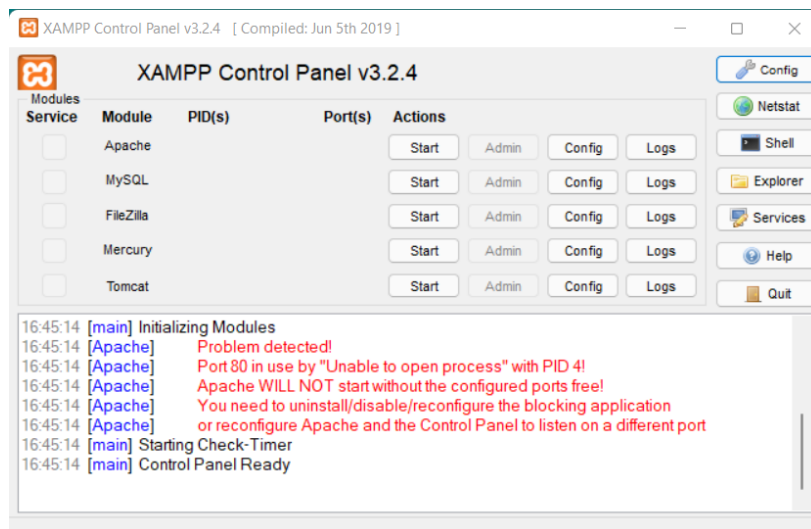 XAMPP Control Panel v3.2.4 [ Compiled: Jun 5th 2019 ]
XAMPP Control Panel v3.2.4
Config
Modules
Service Module PID(s) Port(s) Actions
Netstat
Apache Start Admin Config Logs
Shell
MySQL Start Admin Config Logs
Explorer
FileZilla Start Admin Config Logs
Services
Mercury Start Admin Config Logs
Help
Tomcat Start Admin Config Logs
Quit
16:45:14 [main] Initializing Modules
16:45:14 [Apache] Problem detected!
16:45:14 [Apache] Port 80 in use by "Unable to open process" with PID 4!
16:45:14 [Apache] Apache WILL NOT start without the configured ports free!
16:45:14 [Apache] You need to uninstall/disable/reconfigure the blocking application
16:45:14 [Apache] or reconfigure Apache and the Control Panel to listen on a different port
16:45:14 [main] Starting Check-Timer
16:45:14 [main] Control Panel Ready